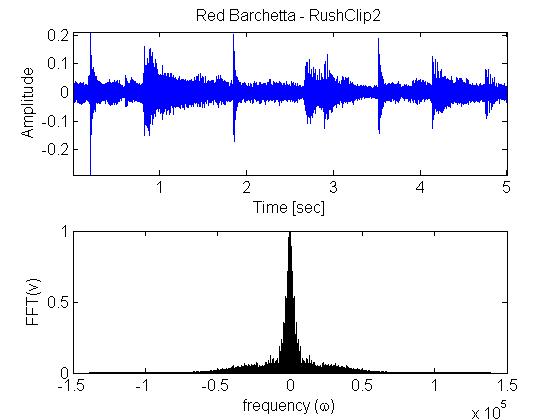 Red Barchetta - RushClip2
0.2
0.1
0
-0.1
-0.2
Amplitude
1 2 3 4 5
Time [sec]
1
0.5
0
FFT(v)
-1.5 -1 -0.5 0 0.5 1 1.5
frequency (ω)
x 10^5